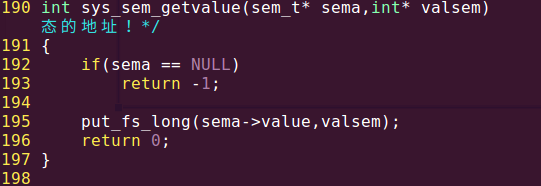 190 int sys_sem_getvalue(sem_t* sema,int* valsem)
态的地址！*/
191 {
192     if(sema == NULL)
193         return -1;
194
195     put_fs_long(sema->value,valsem);
196     return 0;
197 }
198